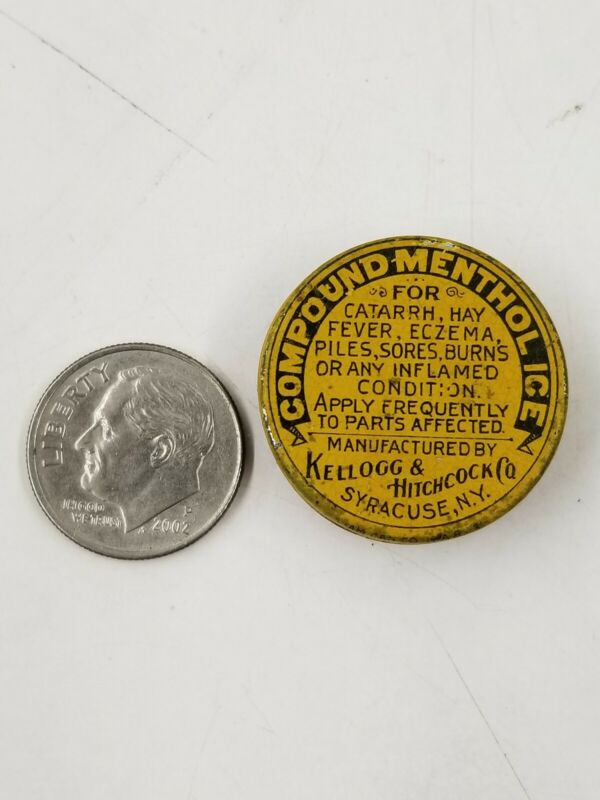 LIBERTY
IN GOD
WE TRUST
2002
COMPOUND MENTHOL ICE
FOR
CATARRH, HAY
FEVER, ECZEMA,
PILES, SORES, BURNS
OR ANY INFLAMED
CONDITION.
APPLY FREQUENTLY
TO PARTS AFFECTED.
MANUFACTURED BY
KELLOGG &
HITCHCOCK CO
SYRACUSE, N.Y.